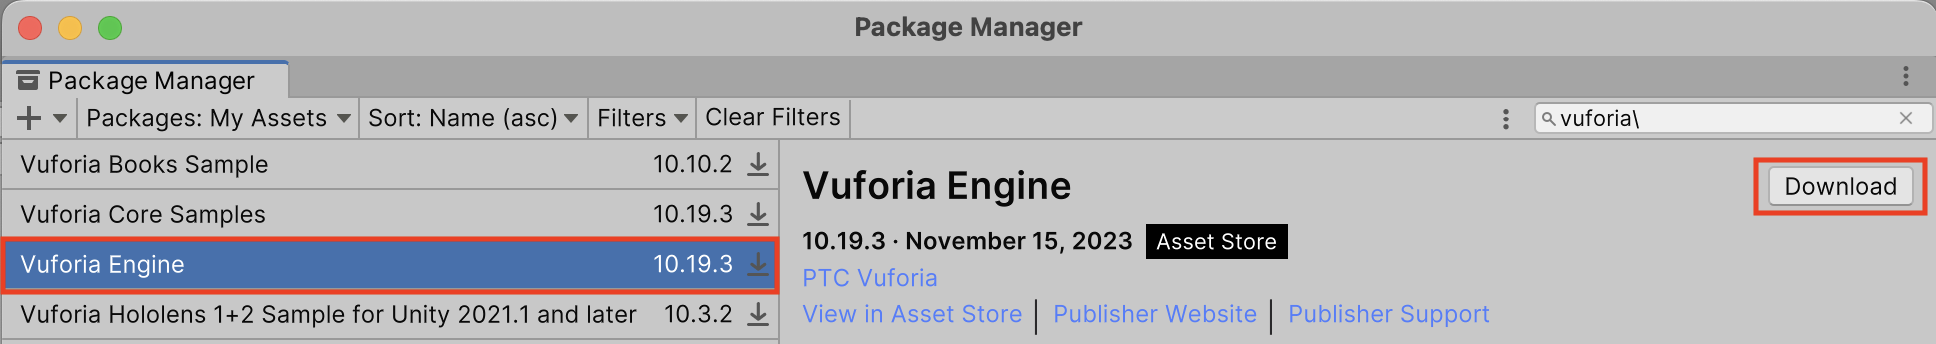 Package Manager
Package Manager
Packages: My Assets Sort: Name (asc) Filters Clear Filters vuforia\
Vuforia Books Sample 10.10.2
Vuforia Core Samples 10.19.3
Vuforia Engine 10.19.3
Vuforia Hololens 1+2 Sample for Unity 2021.1 and later 10.3.2
Vuforia Engine Download
10.19.3 · November 15, 2023 Asset Store
PTC Vuforia
View in Asset Store Publisher Website Publisher Support